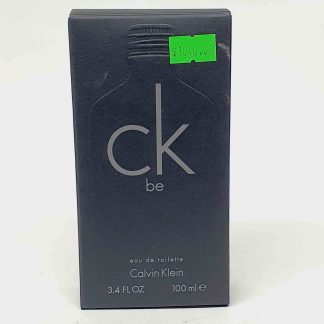 ck
be
eau de toilette
Calvin Klein
3.4 FL OZ 100 ml ℮